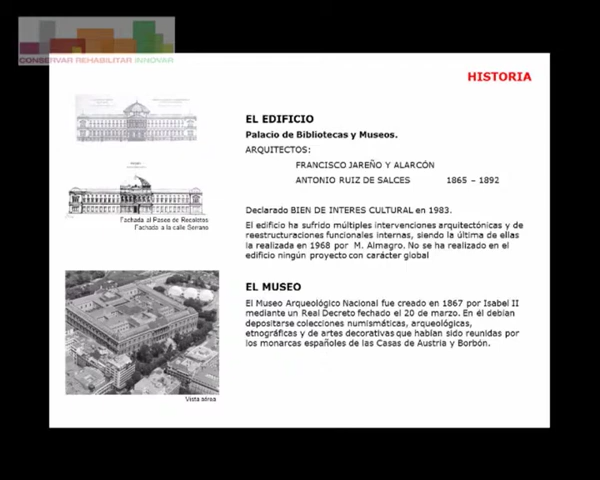 CONSERVAR REHABILITAR INNOVAR
HISTORIA
EL EDIFICIO
Palacio de Bibliotecas y Museos.
ARQUITECTOS:
FRANCISCO JAREÑO Y ALARCÓN
ANTONIO RUIZ DE SALCES 1865 – 1892
Fachada al Paseo de Recoletos
Fachada a la calle Serrano
Declarado BIEN DE INTERES CULTURAL en 1983.
El edificio ha sufrido múltiples intervenciones arquitectónicas y de
reestructuraciones funcionales internas, siendo la última de ellas
la realizada en 1968 por M. Almagro. No se ha realizado en el
edificio ningún proyecto con carácter global
EL MUSEO
El Museo Arqueológico Nacional fue creado en 1867 por Isabel II
mediante un Real Decreto fechado el 20 de marzo. En él debían
depositarse colecciones numismáticas, arqueológicas,
etnográficas y de artes decorativas que habían sido reunidas por
los monarcas españoles de las Casas de Austria y Borbón.
Vista aérea